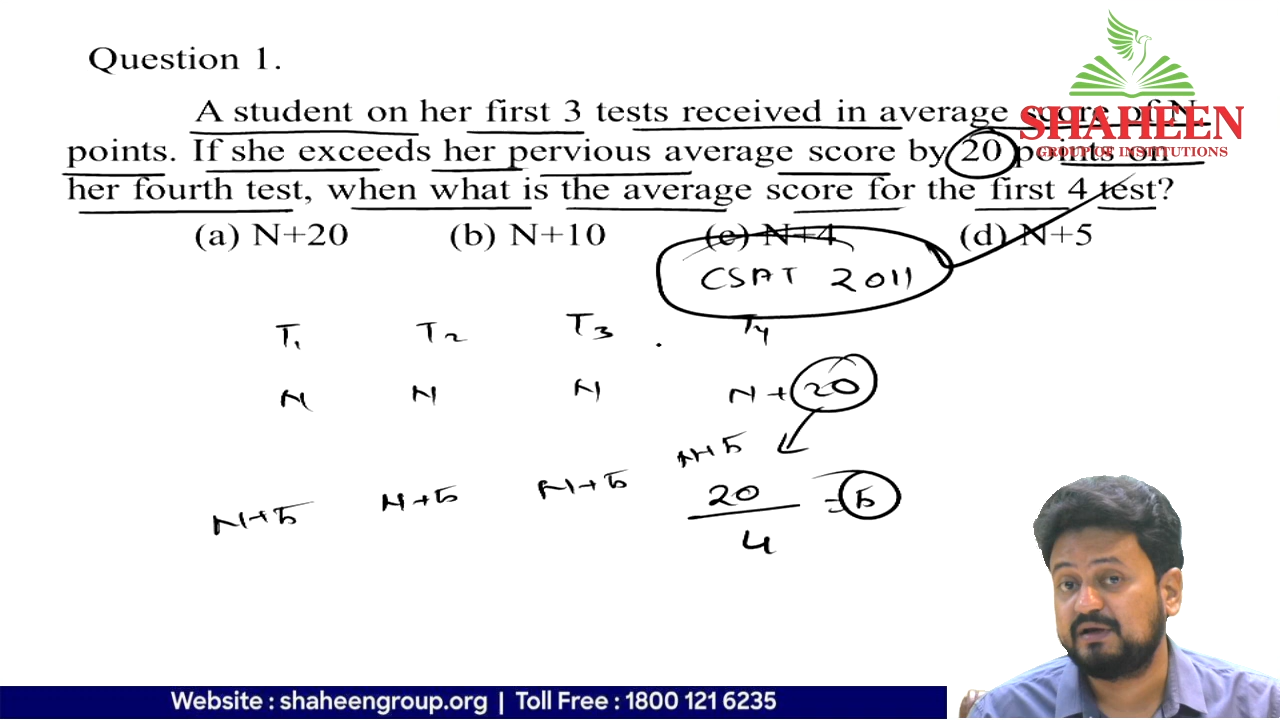 Question 1.
SHAHEEN
GROUP OF INSTITUTIONS
A student on her first 3 tests received in average score of N
points. If she exceeds her pervious average score by 20 points on
her fourth test, when what is the average score for the first 4 test?
(a) N+20 (b) N+10 (c) N+4 (d) N+5
CSAT 2011
T1 T2 T3 T4
N N N N+20
N+5 N+5 N+5 N+5
20/4 = 5
Website : shaheengroup.org | Toll Free : 1800 121 6235